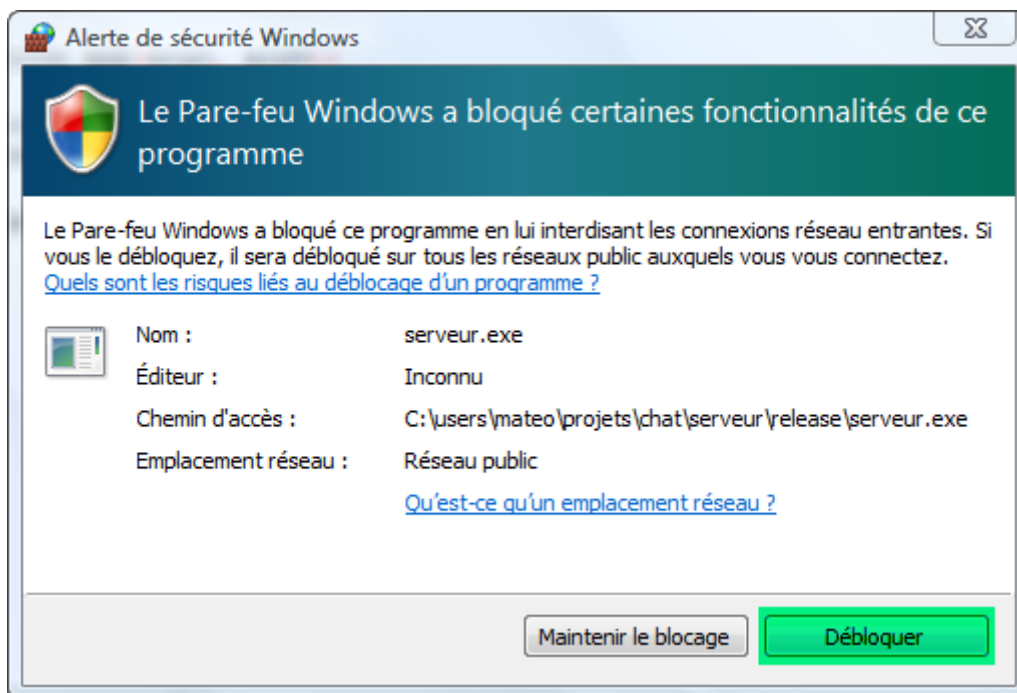 Alerte de sécurité Windows
Le Pare-feu Windows a bloqué certaines fonctionnalités de ce
programme
Le Pare-feu Windows a bloqué ce programme en lui interdisant les connexions réseau entrantes. Si
vous le débloquez, il sera débloqué sur tous les réseaux public auxquels vous vous connectez.
Quels sont les risques liés au déblocage d'un programme ?
Nom : serveur.exe
Éditeur : Inconnu
Chemin d'accès : C:\users\mateo\projets\chat\serveur\release\serveur.exe
Emplacement réseau : Réseau public
Qu'est-ce qu'un emplacement réseau ?
Maintenir le blocage Débloquer